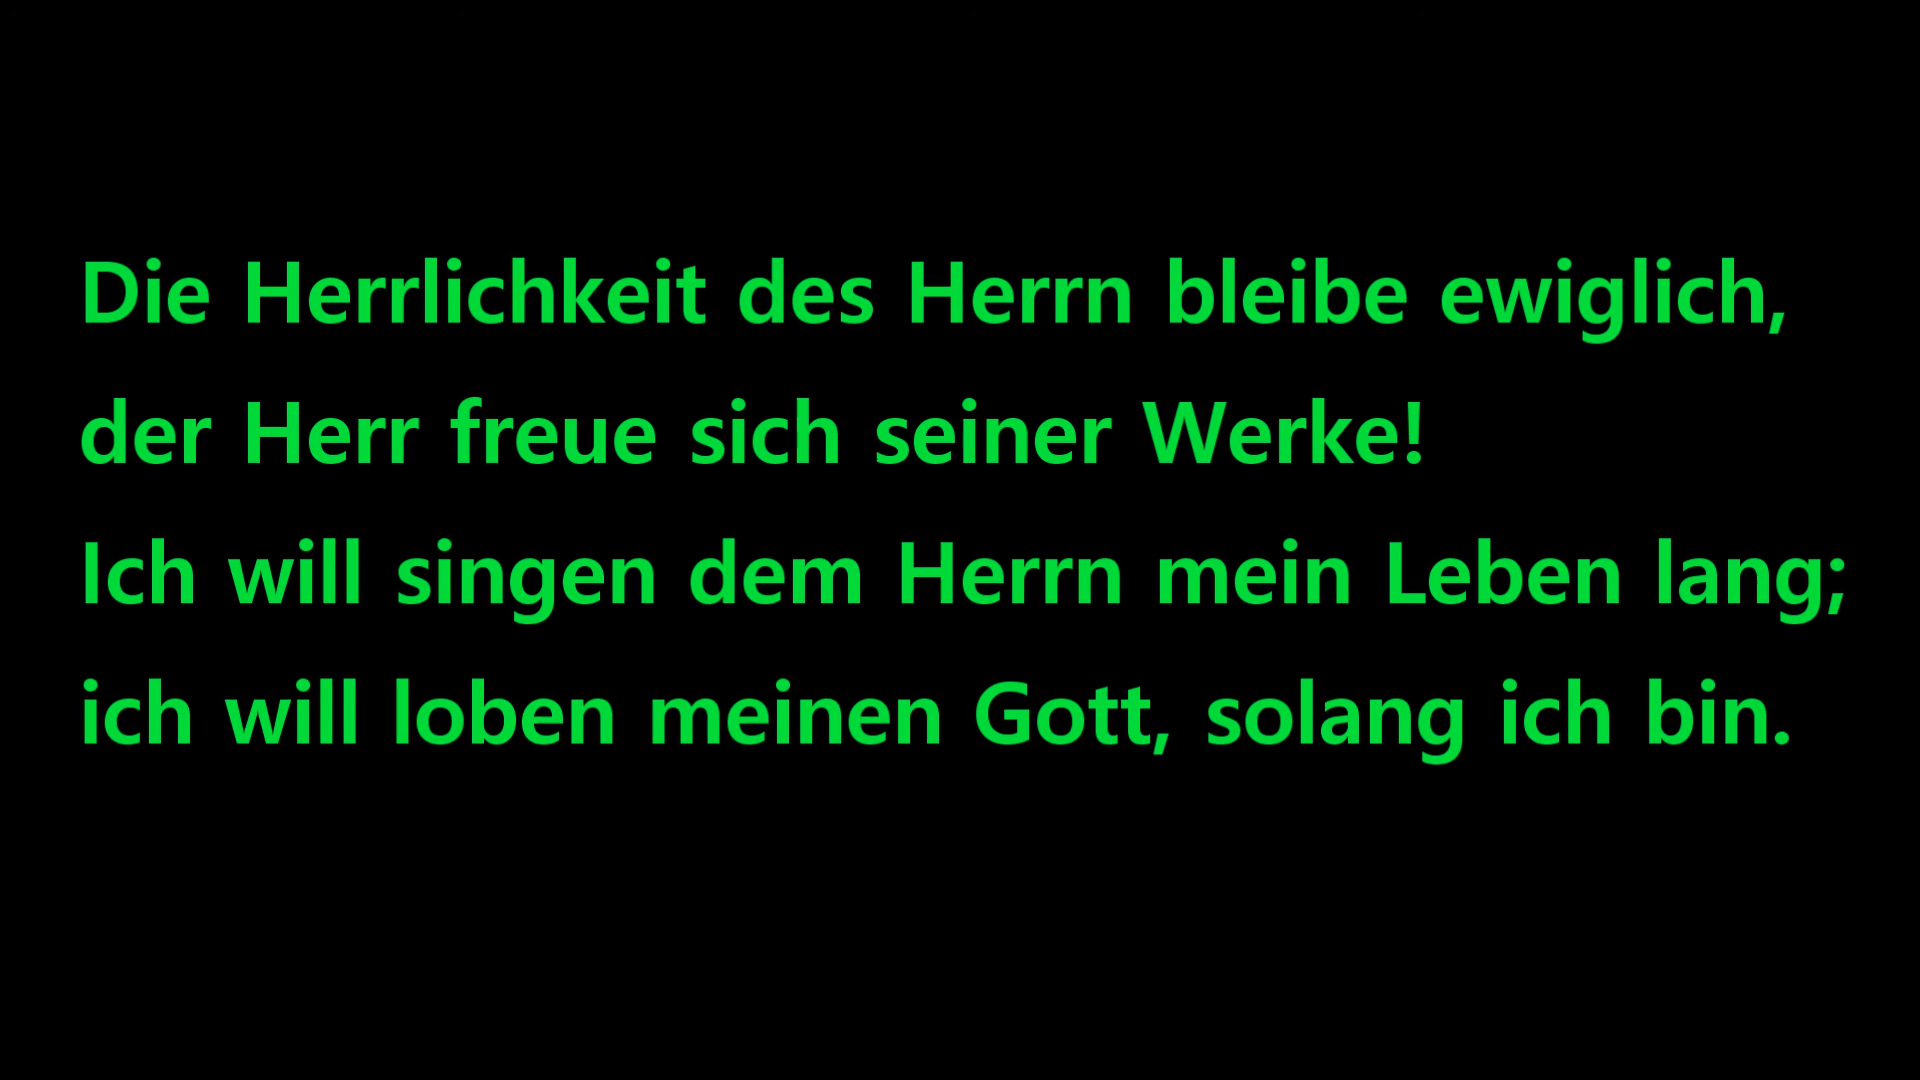 Die Herrlichkeit des Herrn bleibe ewiglich,
der Herr freue sich seiner Werke!
Ich will singen dem Herrn mein Leben lang;
ich will loben meinen Gott, solang ich bin.